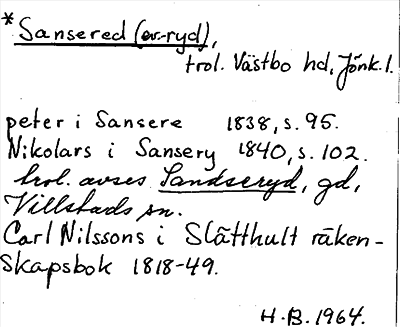 *Sansered (ev-ryd),
trol. Västbo hd, Jönk. l.
peter i Sansere 1838, s. 95.
Nikolars i Sansery 1840, s. 102.
trol. avses Sandseryd, gd,
Villstads sn.
Carl Nilssons i Slätthult räken-
skapsbok 1818-49.
H.B. 1964.